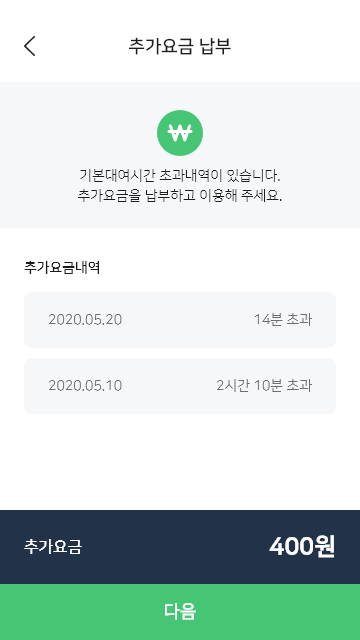 추가요금 납부
₩
기본대여시간 초과내역이 있습니다.
추가요금을 납부하고 이용해 주세요.
추가요금내역
2020.05.20 14분 초과
2020.05.10 2시간 10분 초과
추가요금 400원
다음